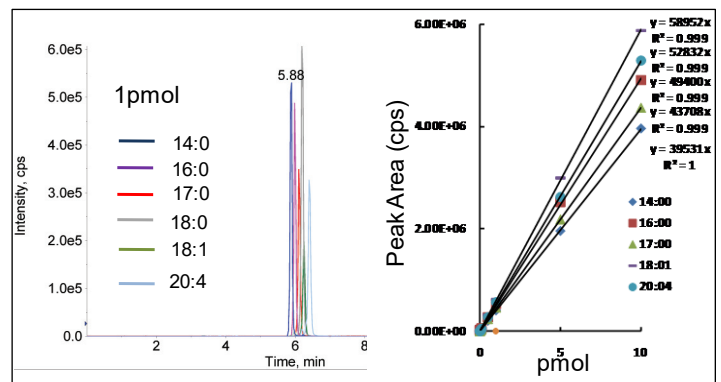 6.0e5
5.0e5
4.0e5
3.0e5
2.0e5
1.0e5
0.0
Intensity, cps
5.88
1pmol
14:0
16:0
17:0
18:0
18:1
20:4
2
4
6
8
Time, min
6.00E+06
4.00E+06
2.00E+06
0.00E+00
Peak Area (cps)
y = 58952x
R² = 0.999
y = 52832x
R² = 0.999
y = 49400x
R² = 0.999
y = 43708x
R² = 0.999
y = 39531x
R² = 1
14:00
16:00
17:00
18:01
20:04
0
5
10
pmol